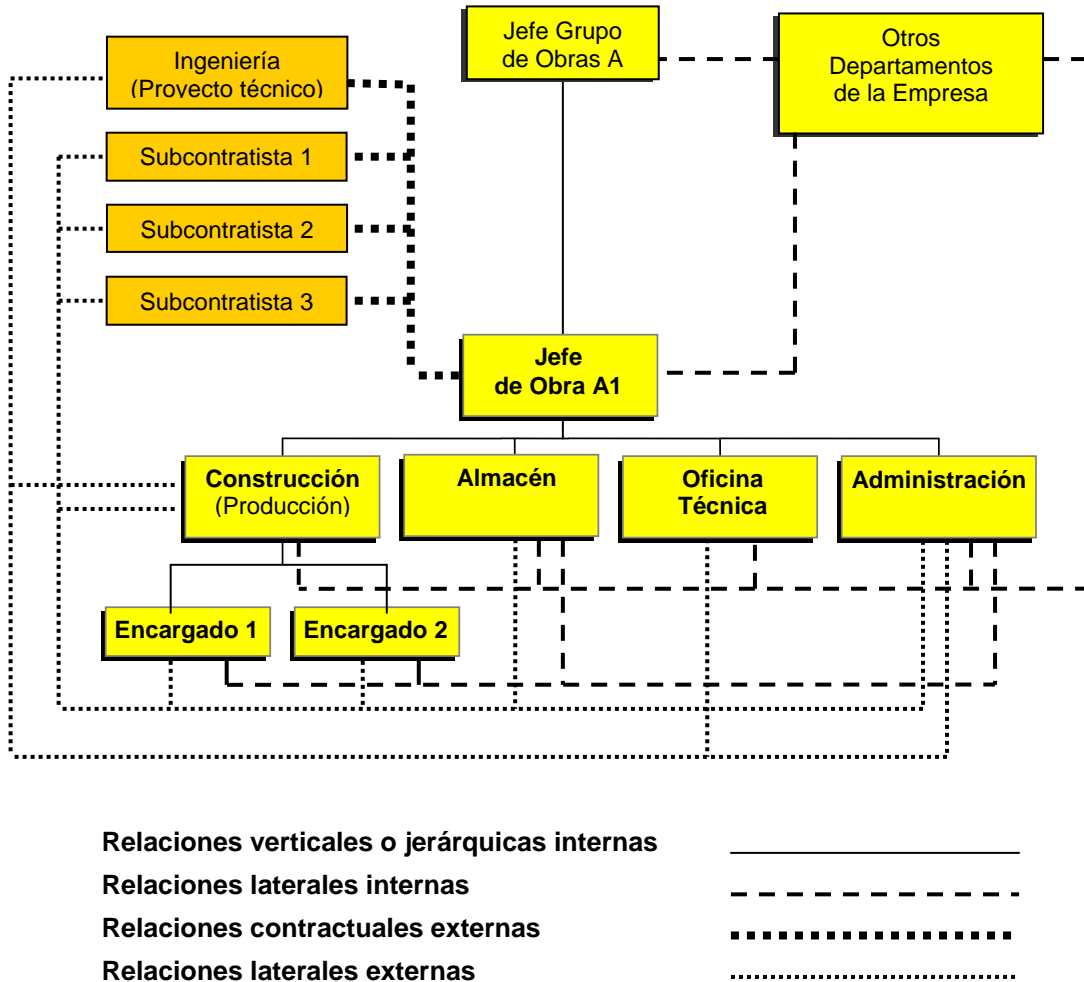 Jefe Grupo
de Obras A
Otros
Departamentos
de la Empresa
Ingeniería
(Proyecto técnico)
Subcontratista 1
Subcontratista 2
Subcontratista 3
Jefe
de Obra A1
Construcción
(Producción)
Almacén
Oficina
Técnica
Administración
Encargado 1
Encargado 2
Relaciones verticales o jerárquicas internas
Relaciones laterales internas
Relaciones contractuales externas
Relaciones laterales externas